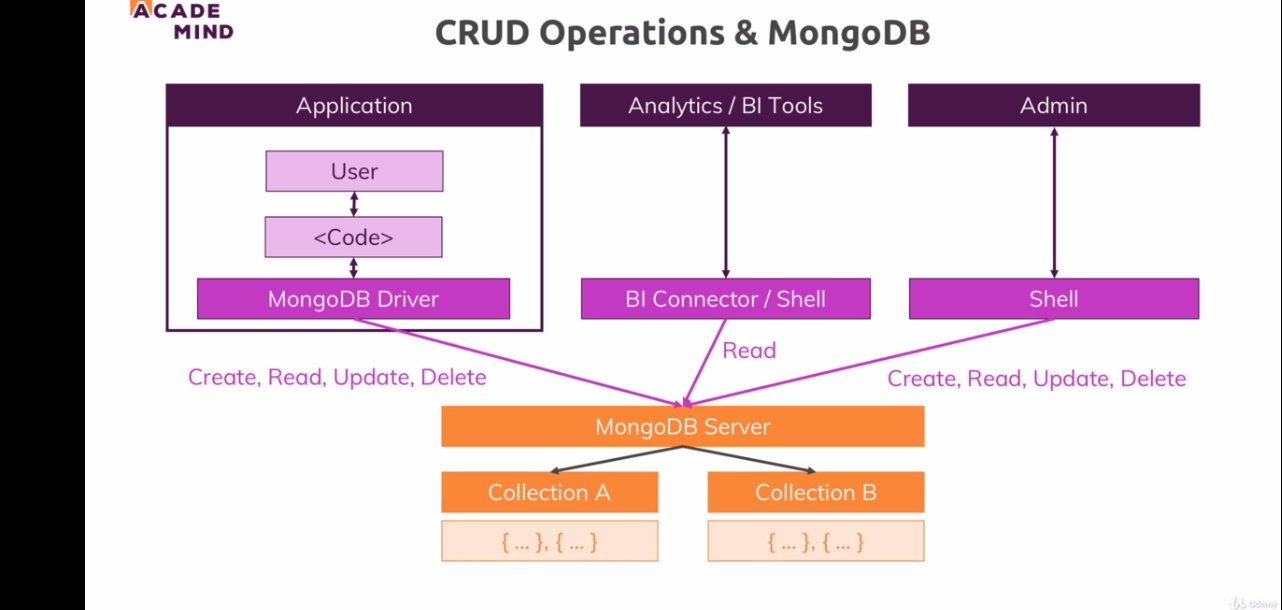 ACADE
MIND
CRUD Operations & MongoDB
Application
Analytics / BI Tools
Admin
User
<Code>
MongoDB Driver
BI Connector / Shell
Shell
Read
Create, Read, Update, Delete
Create, Read, Update, Delete
MongoDB Server
Collection A
Collection B
{ ... }, { ... }
{ ... }, { ... }
Udemy